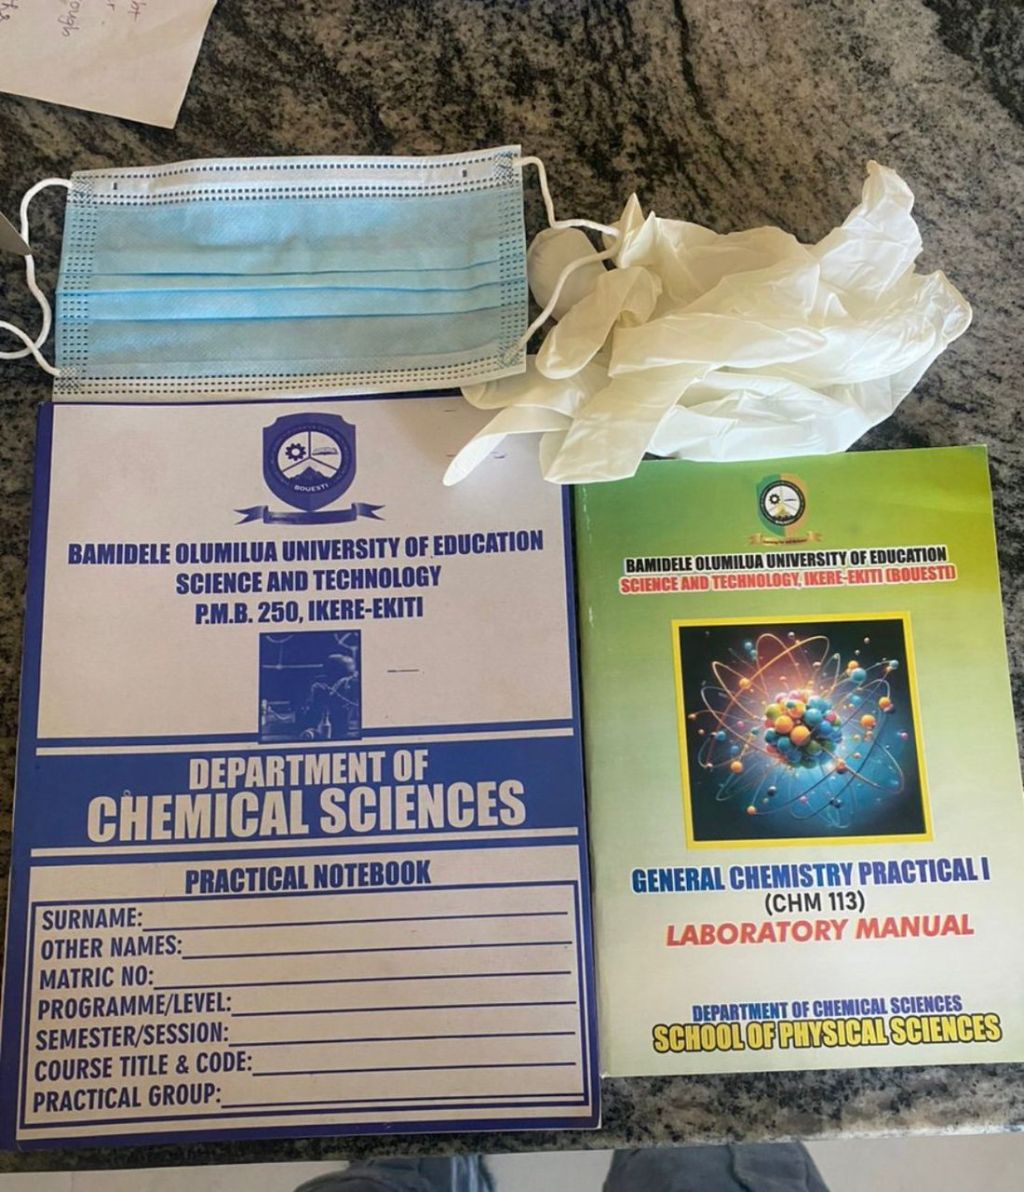 BOUESTI
BAMIDELE OLUMILUA UNIVERSITY OF EDUCATION
SCIENCE AND TECHNOLOGY
P.M.B. 250, IKERE-EKITI
DEPARTMENT OF
CHEMICAL SCIENCES
PRACTICAL NOTEBOOK
SURNAME:
OTHER NAMES:
MATRIC NO:
PROGRAMME/LEVEL:
SEMESTER/SESSION:
COURSE TITLE & CODE:
PRACTICAL GROUP:
BAMIDELE OLUMILUA UNIVERSITY OF EDUCATION
SCIENCE AND TECHNOLOGY, IKERE-EKITI (BOUESTI)
GENERAL CHEMISTRY PRACTICAL I
(CHM 113)
LABORATORY MANUAL
DEPARTMENT OF CHEMICAL SCIENCES
SCHOOL OF PHYSICAL SCIENCES